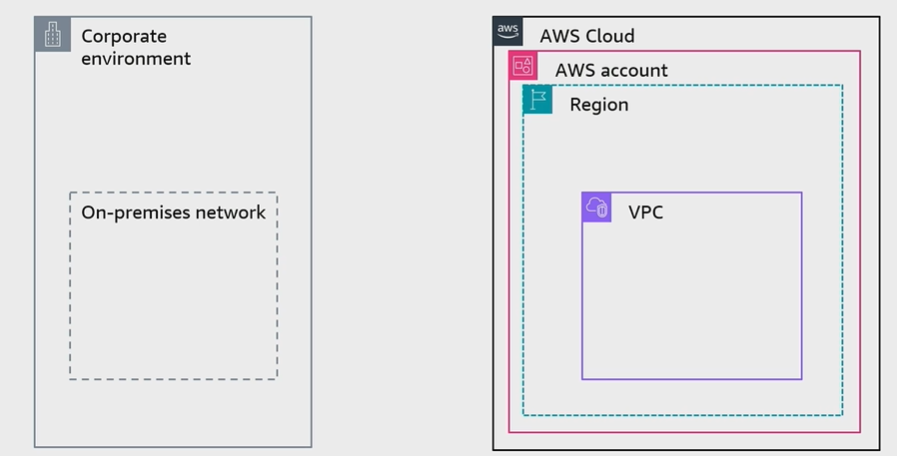 Corporate
environment
On-premises network
aws
AWS Cloud
AWS account
Region
VPC